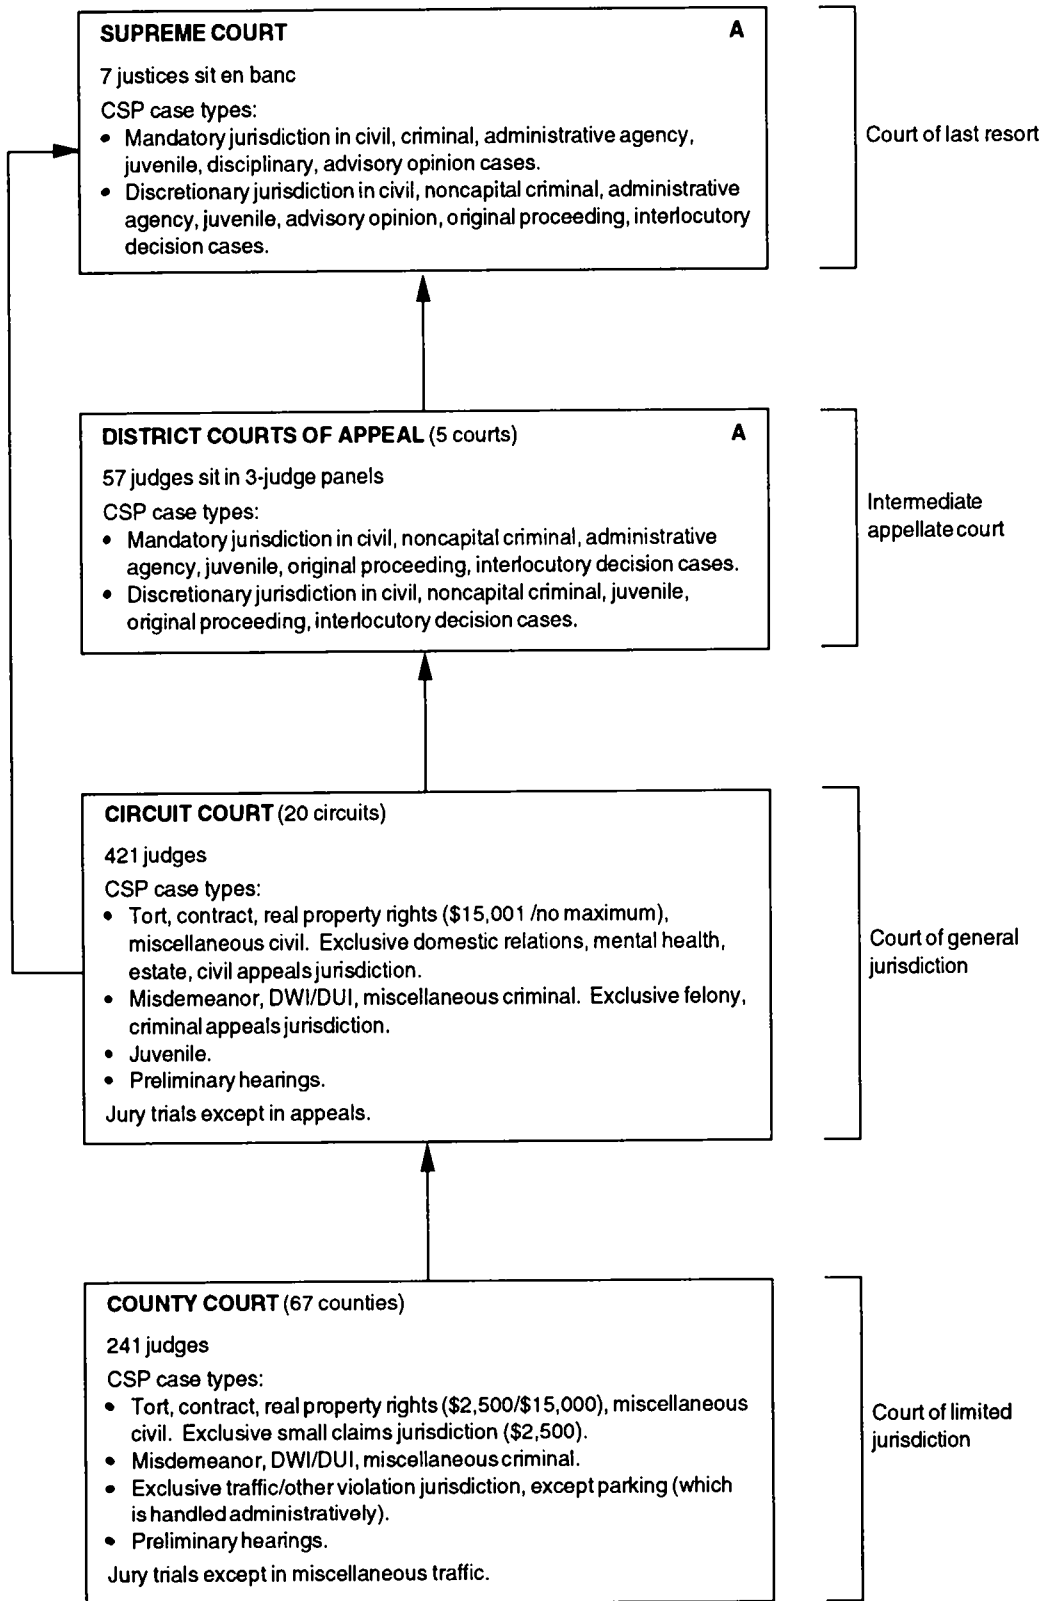 SUPREME COURT A
7 justices sit en banc
CSP case types:
• Mandatory jurisdiction in civil, criminal, administrative agency,
juvenile, disciplinary, advisory opinion cases.
• Discretionary jurisdiction in civil, noncapital criminal, administrative
agency, juvenile, advisory opinion, original proceeding, interlocutory
decision cases.
Court of last resort
DISTRICT COURTS OF APPEAL (5 courts) A
57 judges sit in 3-judge panels
CSP case types:
• Mandatory jurisdiction in civil, noncapital criminal, administrative
agency, juvenile, original proceeding, interlocutory decision cases.
• Discretionary jurisdiction in civil, noncapital criminal, juvenile,
original proceeding, interlocutory decision cases.
Intermediate
appellate court
CIRCUIT COURT (20 circuits)
421 judges
CSP case types:
• Tort, contract, real property rights ($15,001 /no maximum),
miscellaneous civil. Exclusive domestic relations, mental health,
estate, civil appeals jurisdiction.
• Misdemeanor, DWI/DUI, miscellaneous criminal. Exclusive felony,
criminal appeals jurisdiction.
• Juvenile.
• Preliminary hearings.
Jury trials except in appeals.
Court of general
jurisdiction
COUNTY COURT (67 counties)
241 judges
CSP case types:
• Tort, contract, real property rights ($2,500/$15,000), miscellaneous
civil. Exclusive small claims jurisdiction ($2,500).
• Misdemeanor, DWI/DUI, miscellaneous criminal.
• Exclusive traffic/other violation jurisdiction, except parking (which
is handled administratively).
• Preliminary hearings.
Jury trials except in miscellaneous traffic.
Court of limited
jurisdiction